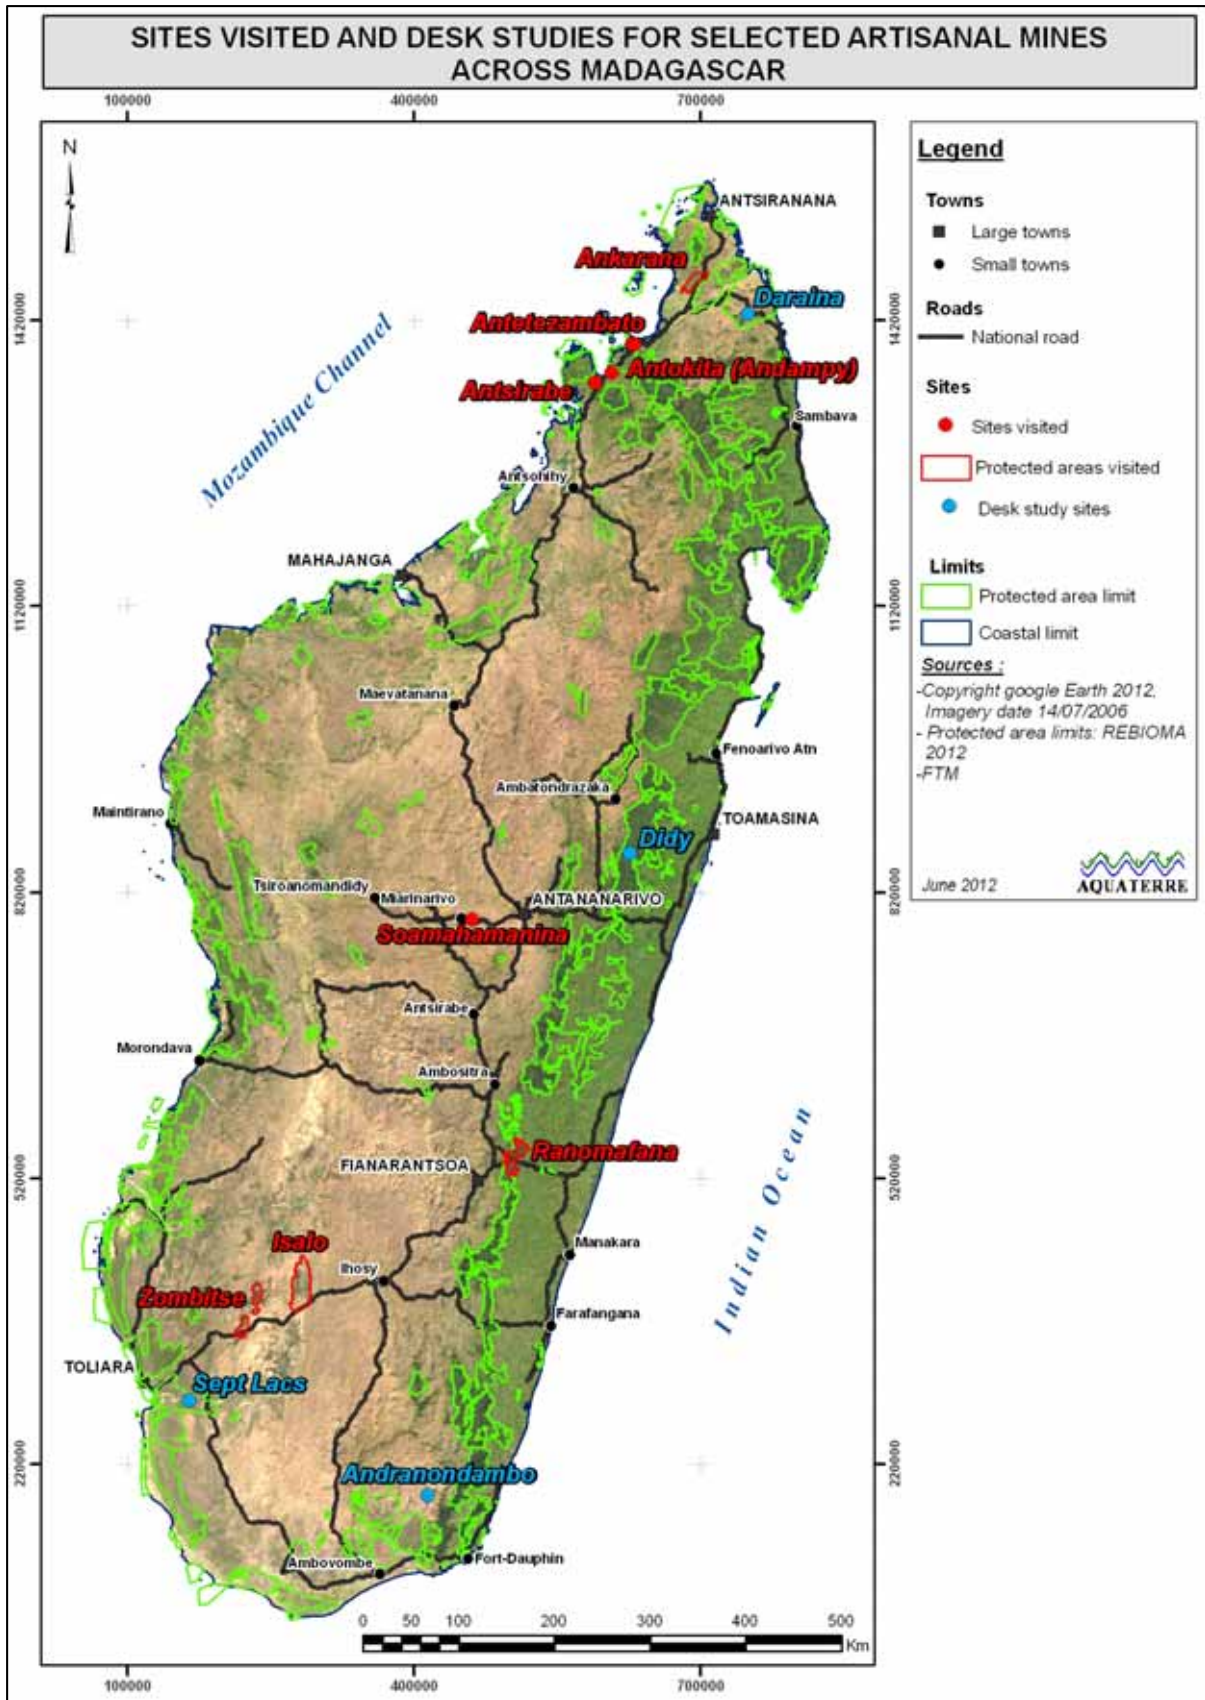 SITES VISITED AND DESK STUDIES FOR SELECTED ARTISANAL MINES
ACROSS MADAGASCAR
100000
400000
700000
N
ANTSIRANANA
Ankarana
Daraina
1420000
1420000
Antetezambato
Antokita (Andampy)
Antsirabe
Mozambique Channel
Sambava
Antsohihy
MAHAJANGA
1120000
1120000
Maevatanana
Fenoarivo Atn
Ambatondrazaka
Maintirano
TOAMASINA
Didy
Tsiroanomandidy
Miarinarivo
ANTANANARIVO
820000
820000
Soamahamanina
Antsirabe
Morondava
Ambositra
Ranomafana
FIANARANTSOA
520000
520000
Indian Ocean
Isalo
Manakara
Ihosy
Zombitse
Farafangana
TOLIARA
Sept Lacs
220000
220000
Andranondambo
Ambovombe
Fort-Dauphin
0 50 100 200 300 400 500
Km
100000
400000
700000
Legend
Towns
Large towns
Small towns
Roads
National road
Sites
Sites visited
Protected areas visited
Desk study sites
Limits
Protected area limit
Coastal limit
Sources :
-Copyright google Earth 2012,
Imagery date 14/07/2006
- Protected area limits: REBIOMA
2012
-FTM
June 2012
AQUATERRE